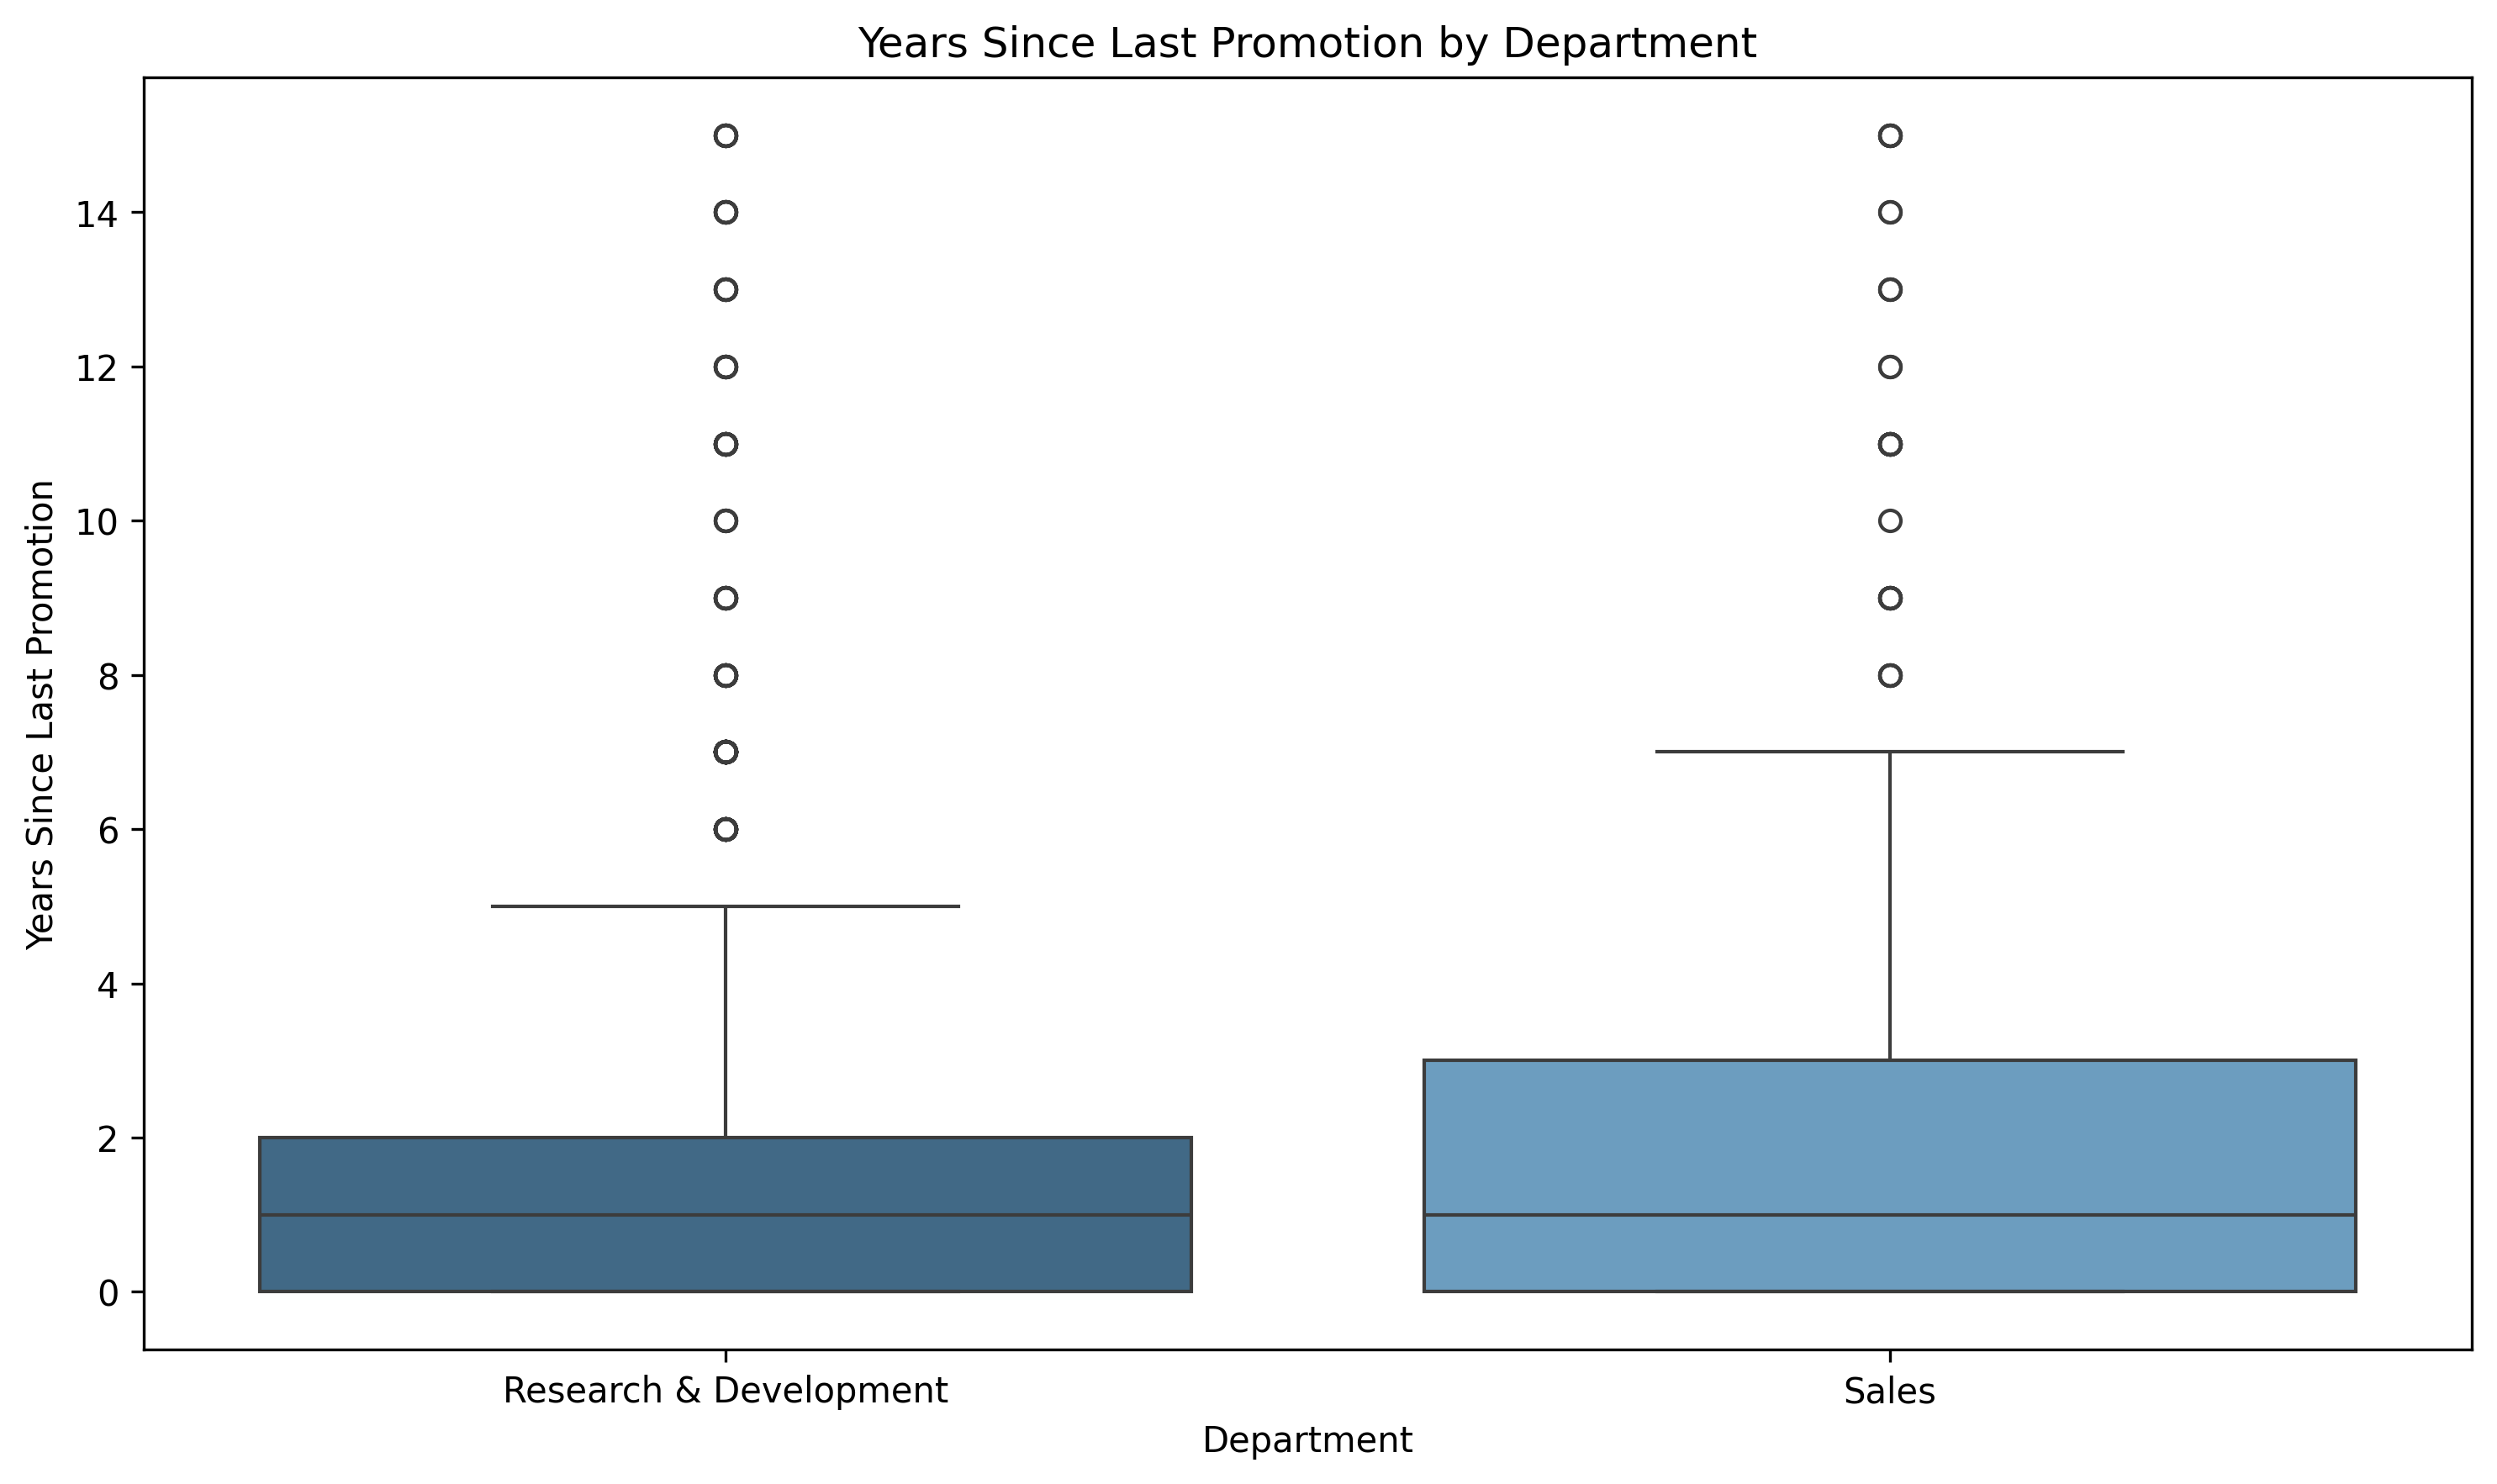 Years Since Last Promotion by Department
Years Since Last Promotion
14
12
10
8
6
4
2
0
Research & Development
Sales
Department